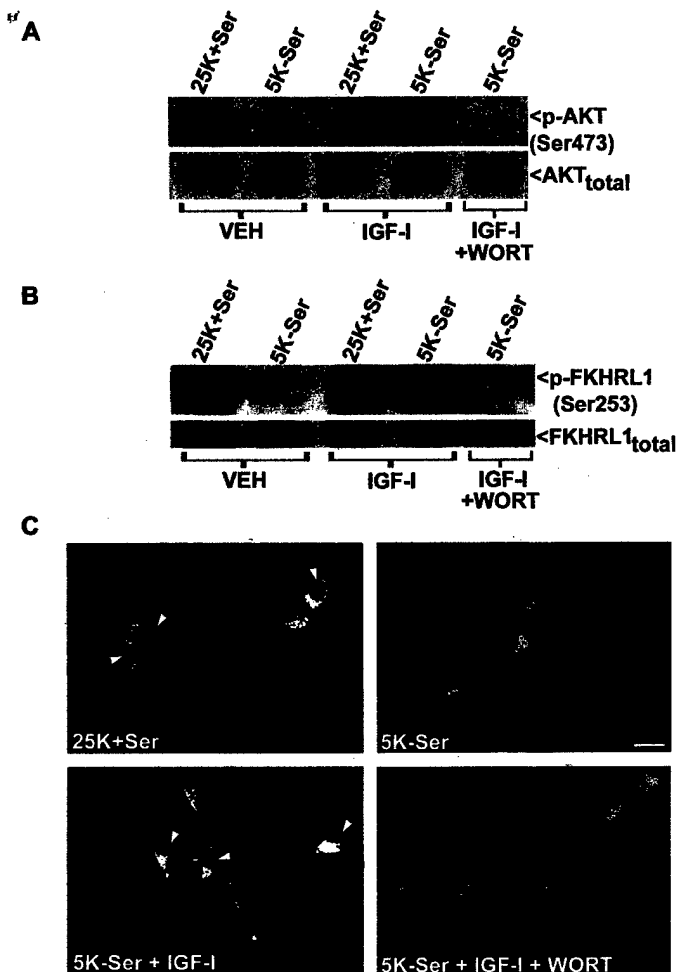 A
25K+Ser 5K-Ser 25K+Ser 5K-Ser 5K-Ser
<p-AKT
(Ser473)
<AKTtotal
VEH IGF-I IGF-I
+WORT
B
25K+Ser 5K-Ser 25K+Ser 5K-Ser 5K-Ser
<p-FKHRL1
(Ser253)
<FKHRL1total
VEH IGF-I IGF-I
+WORT
C
25K+Ser 5K-Ser
5K-Ser + IGF-I 5K-Ser + IGF-I + WORT